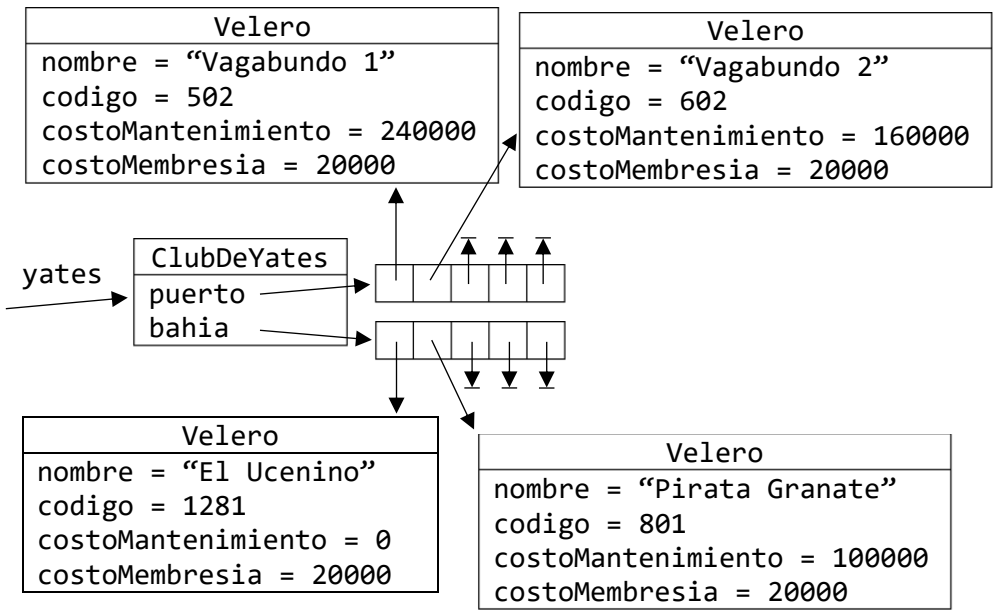 Velero
nombre = “Vagabundo 1”
codigo = 502
costoMantenimiento = 240000
costoMembresia = 20000
Velero
nombre = “Vagabundo 2”
codigo = 602
costoMantenimiento = 160000
costoMembresia = 20000
yates
ClubDeYates
puerto
bahia
Velero
nombre = “El Ucenino”
codigo = 1281
costoMantenimiento = 0
costoMembresia = 20000
Velero
nombre = “Pirata Granate”
codigo = 801
costoMantenimiento = 100000
costoMembresia = 20000